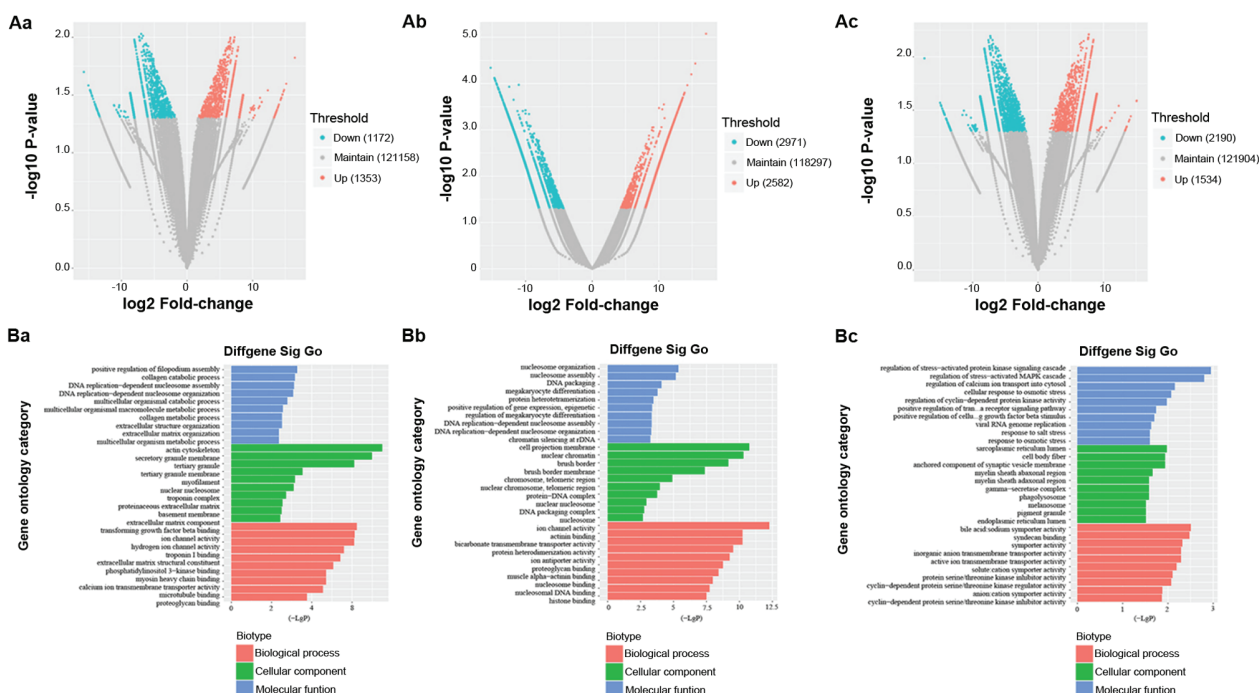 Aa
2.0
1.5
1.0
0.5
0.0
-log10 P-value
-10
0
10
log2 Fold-change
Threshold
Down (1172)
Maintain (121158)
Up (1353)
Ab
5.0
4.0
3.0
2.0
1.0
0.0
-log10 P-value
-10
0
10
log2 Fold-change
Threshold
Down (2971)
Maintain (118297)
Up (2582)
Ac
2.0
1.5
1.0
0.5
0.0
-log10 P-value
-10
0
10
log2 Fold-change
Threshold
Down (2190)
Maintain (121904)
Up (1534)
Ba
Diffgene Sig Go
Gene ontology category
positive regulation of filopodium assembly
collagen catabolic process
DNA replication-dependent nucleosome assembly
DNA replication-dependent nucleosome organization
multicellular organismal catabolic process
multicellular organismal macromolecule metabolic process
collagen metabolic process
extracellular structure organization
extracellular matrix organization
multicellular organism metabolic process
actin cytoskeleton
secretory granule membrane
tertiary granule
tertiary granule membrane
myofilament
nuclear nucleosome
troponin complex
proteinaceous extracellular matrix
basement membrane
extracellular matrix component
transforming growth factor beta binding
ion channel activity
hydrogen ion channel activity
troponin I binding
extracellular matrix structural constituent
phosphatidylinositol 3-kinase binding
myosin heavy chain binding
calcium ion transmembrane transporter activity
microtubule binding
proteoglycan binding
0
4
8
(-LgP)
Biotype
Biological process
Cellular component
Molecular funtion
Bb
Diffgene Sig Go
Gene ontology category
nucleosome organization
nucleosome assembly
DNA packaging
megakaryocyte differentiation
protein heterotetramerization
positive regulation of gene expression, epigenetic
regulation of megakaryocyte differentiation
DNA replication-dependent nucleosome assembly
DNA replication-dependent nucleosome organization
chromatin silencing at rDNA
cell projection membrane
nuclear chromatin
brush border
brush border membrane
chromosome, telomeric region
nuclear chromosome, telomeric region
protein-DNA complex
nuclear nucleosome
DNA packaging complex
nucleosome
ion channel activity
actinin binding
bicarbonate transmembrane transporter activity
protein heterodimerization activity
ion antiporter activity
proteoglycan binding
muscle alpha-actinin binding
nucleosome binding
nucleosomal DNA binding
histone binding
0
2.5
5.0
7.5
10.0
12.5
(-LgP)
Biotype
Biological process
Cellular component
Molecular funtion
Bc
Diffgene Sig Go
Gene ontology category
regulation of stress-activated protein kinase signaling cascade
regulation of stress-activated MAPK cascade
regulation of calcium ion transport into cytosol
cellular response to osmotic stress
regulation of cyclin-dependent protein kinase activity
positive regulation of tran...a receptor signaling pathway
positive regulation of cellu...g growth factor beta stimulus
viral RNA genome replication
response to salt stress
response to osmotic stress
sarcoplasmic reticulum lumen
cell body fiber
anchored component of synaptic vesicle membrane
myelin sheath abaxonal region
myelin sheath adaxonal region
gamma-secretase complex
phagolysosome
melanosome
pigment granule
endoplasmic reticulum lumen
bile acid sodium symporter activity
syndecan binding
symporter activity
inorganic anion transmembrane transporter activity
active ion transmembrane transporter activity
solute cation symporter activity
protein serine/threonine kinase inhibitor activity
cyclin-dependent protein serine/threonine kinase regulator activity
anion cation symporter activity
cyclin-dependent protein serine/threonine kinase inhibitor activity
0
1
2
3
(-LgP)
Biotype
Biological process
Cellular component
Molecular funtion